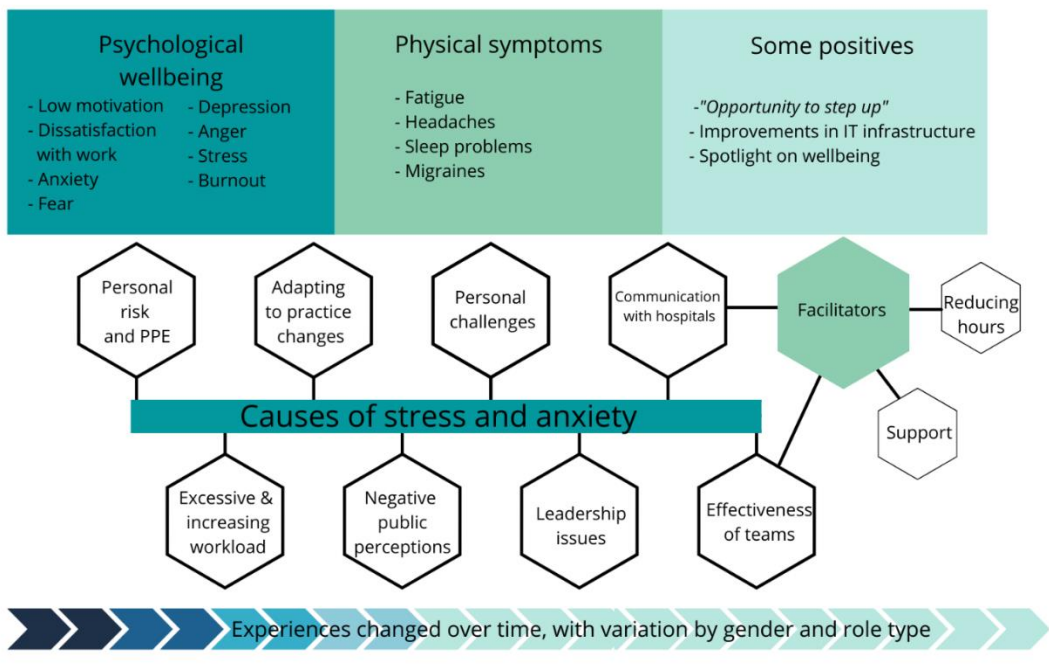 Psychological
wellbeing
- Low motivation
- Dissatisfaction
with work
- Anxiety
- Fear
- Depression
- Anger
- Stress
- Burnout
Physical symptoms
- Fatigue
- Headaches
- Sleep problems
- Migraines
Some positives
-"Opportunity to step up"
- Improvements in IT infrastructure
- Spotlight on wellbeing
Personal
risk
and PPE
Adapting
to practice
changes
Personal
challenges
Communication
with hospitals
Facilitators
Reducing
hours
Support
Causes of stress and anxiety
Excessive &
increasing
workload
Negative
public
perceptions
Leadership
issues
Effectiveness
of teams
Experiences changed over time, with variation by gender and role type